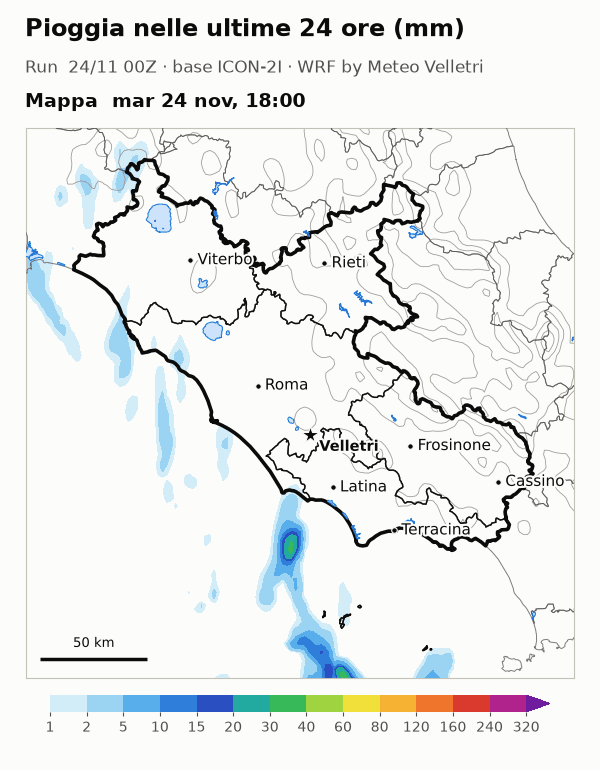 Pioggia nelle ultime 24 ore (mm)
Run  24/11 00Z · base ICON-2I · WRF by Meteo Velletri
Mappa  mar 24 nov, 18:00
Viterbo
Rieti
Roma
Velletri
Frosinone
Latina
Cassino
Terracina
50 km
1 2 5 10 15 20 30 40 60 80 120 160 240 320